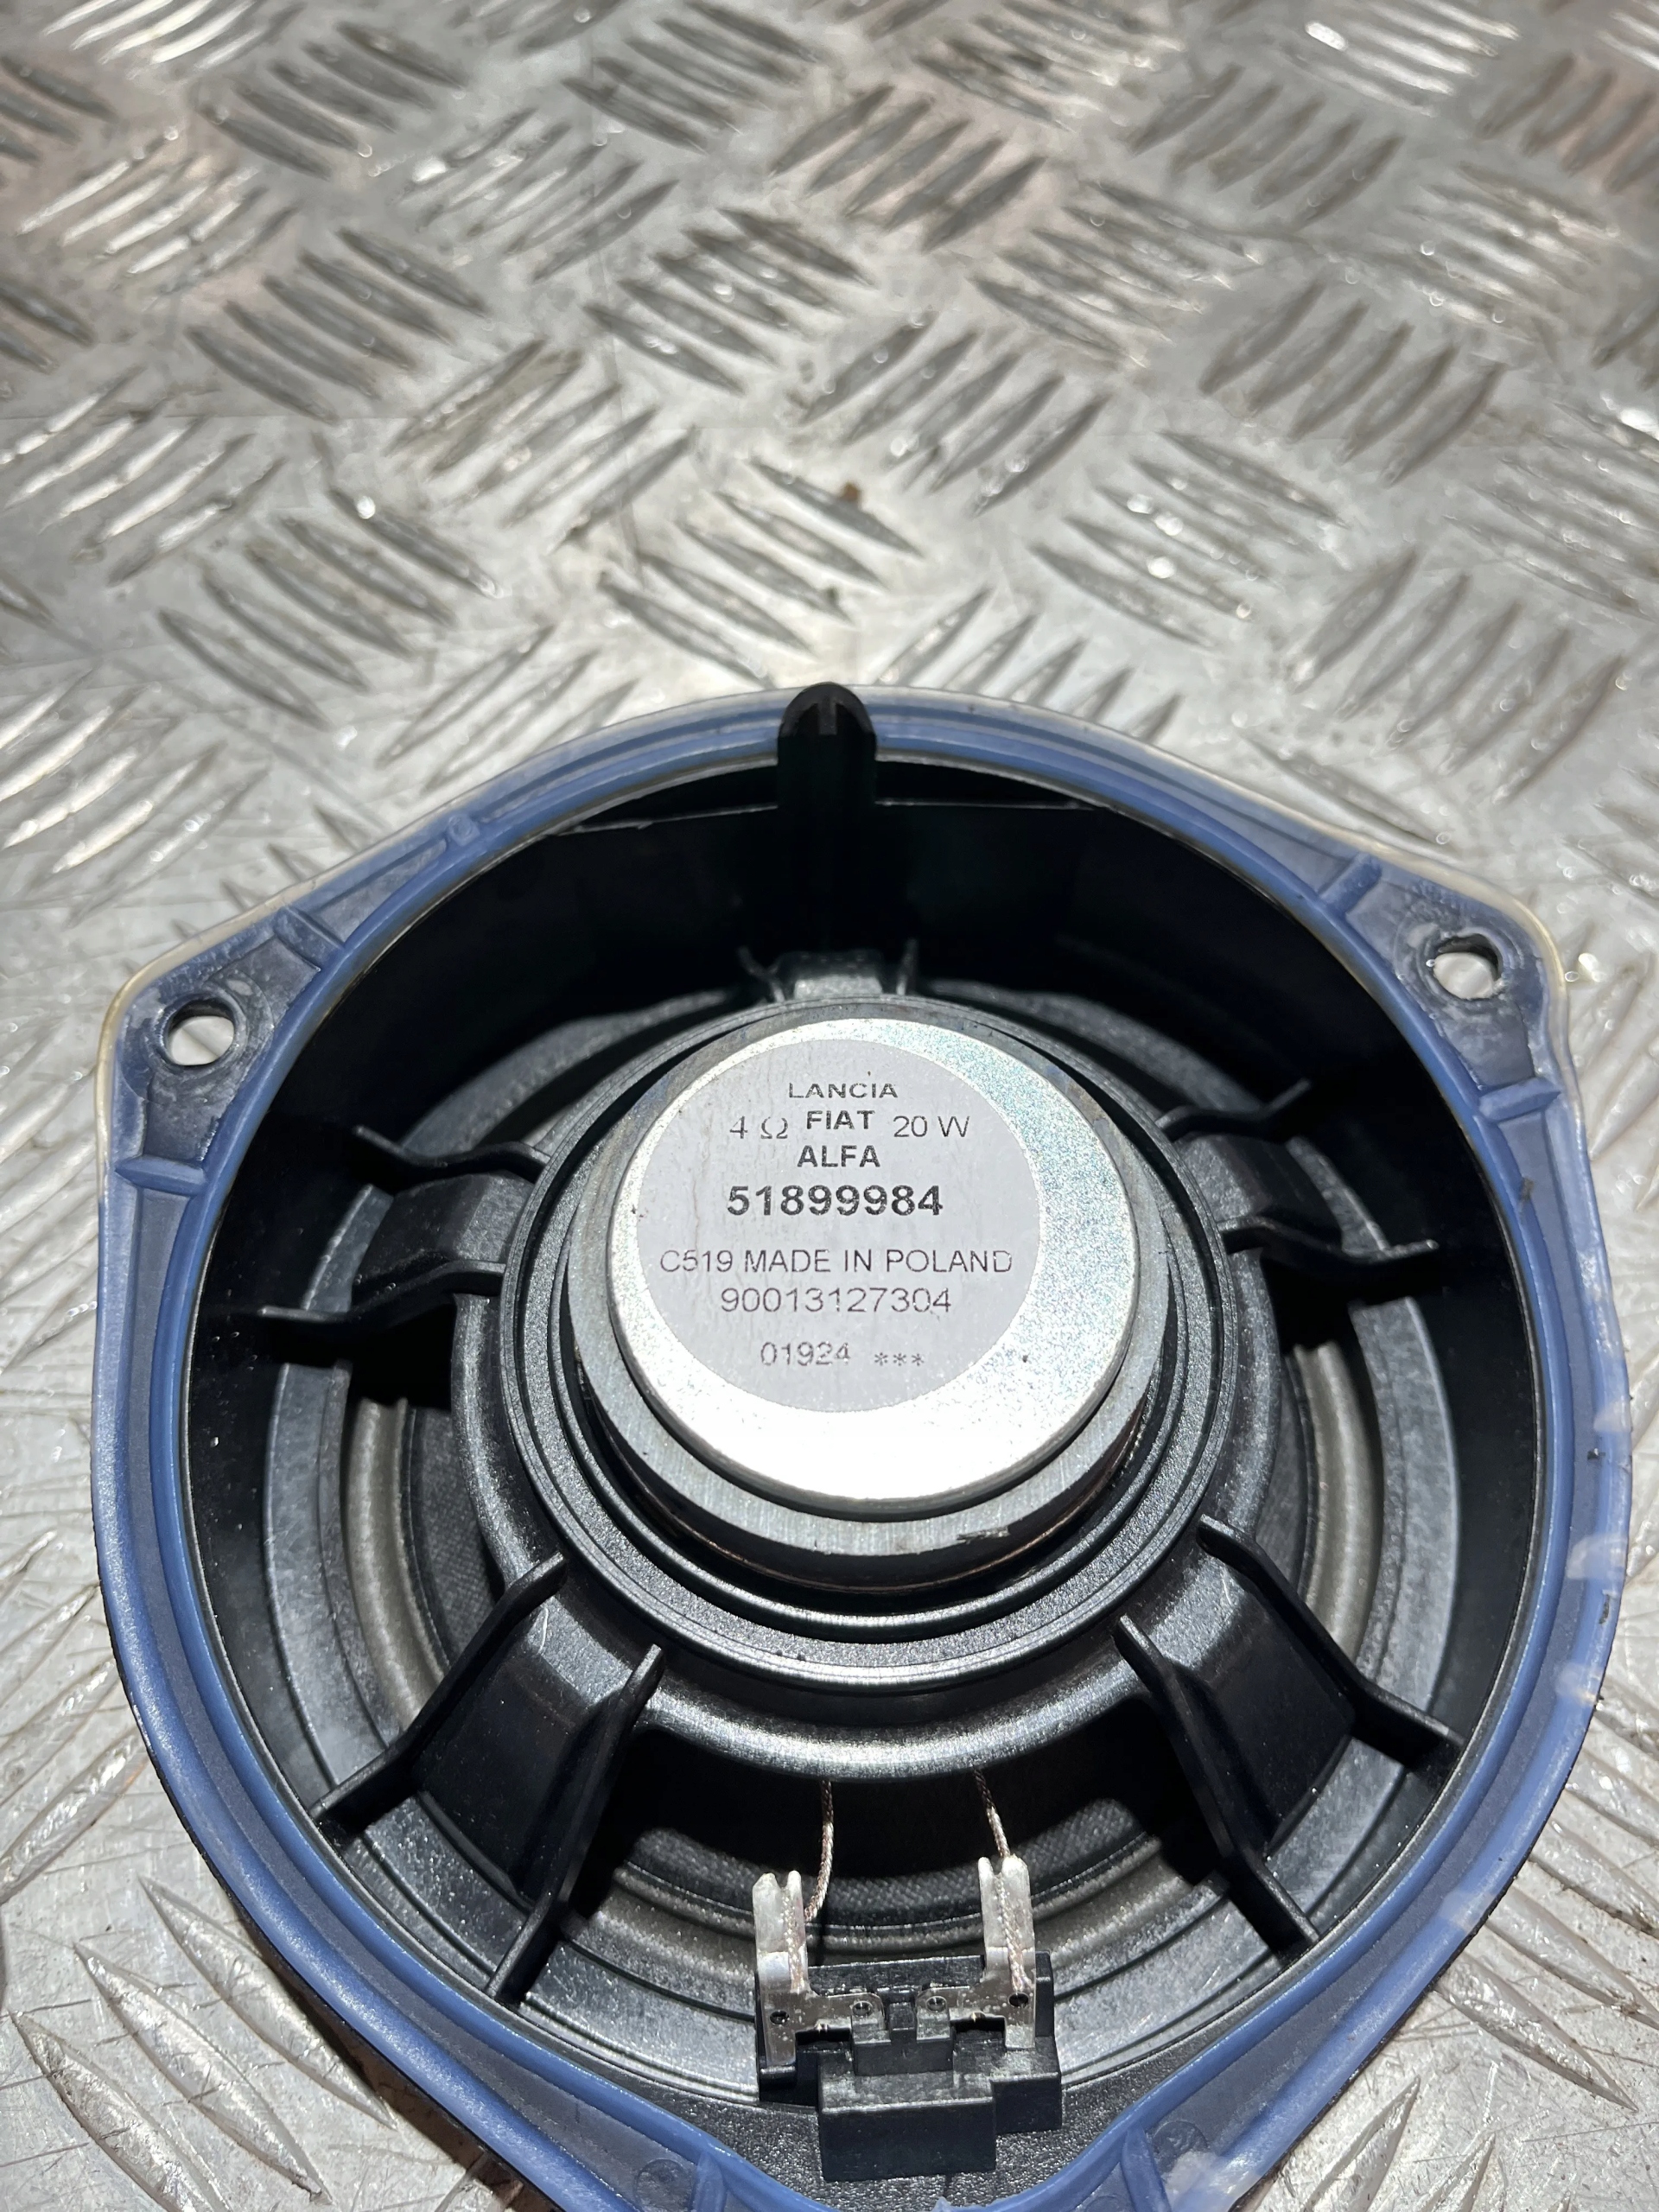 LANCIA
4 Ω FIAT 20 W
ALFA
51899984
C519 MADE IN POLAND
90013127304
01924 ***